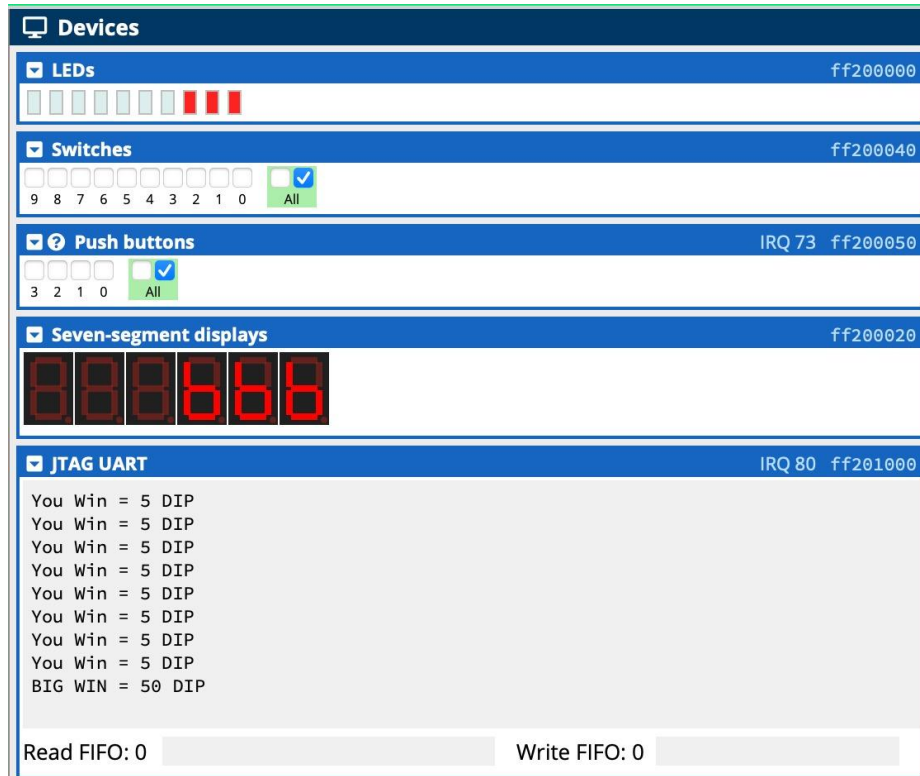 Devices
LEDs ff200000
Switches ff200040
9 8 7 6 5 4 3 2 1 0 All
Push buttons IRQ 73 ff200050
3 2 1 0 All
Seven-segment displays ff200020
bbb
JTAG UART IRQ 80 ff201000
You Win = 5 DIP
You Win = 5 DIP
You Win = 5 DIP
You Win = 5 DIP
You Win = 5 DIP
You Win = 5 DIP
You Win = 5 DIP
You Win = 5 DIP
BIG WIN = 50 DIP
Read FIFO: 0 Write FIFO: 0